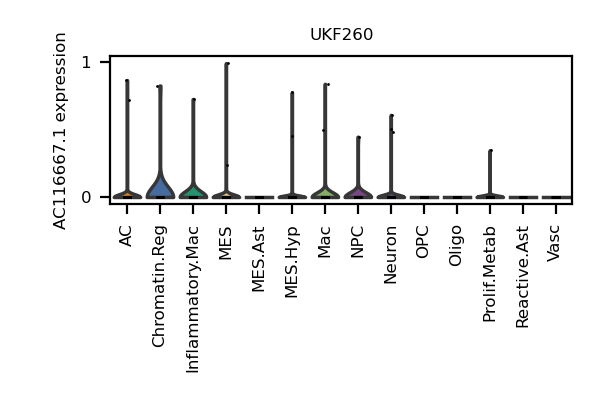 UKF260
AC116667.1 expression
1
0
AC
Chromatin.Reg
Inflammatory.Mac
MES
MES.Ast
MES.Hyp
Mac
NPC
Neuron
OPC
Oligo
Prolif.Metab
Reactive.Ast
Vasc